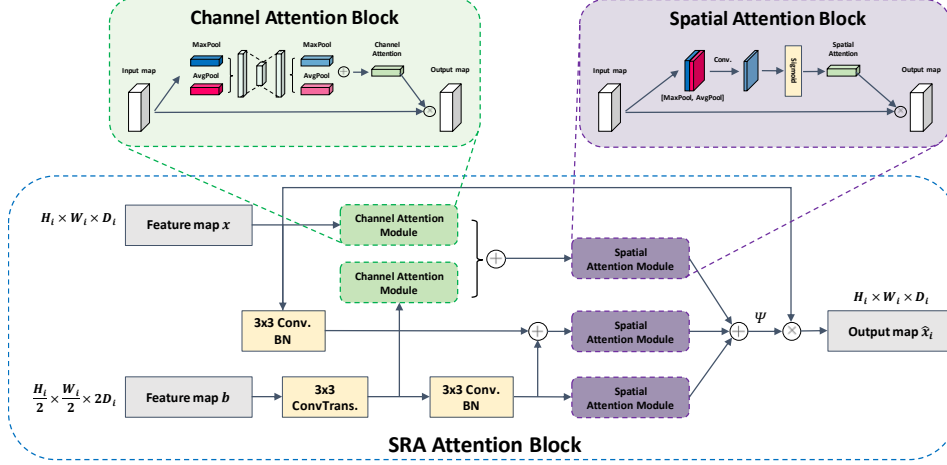 Channel Attention Block
MaxPool
MaxPool
Channel
Attention
Input map
Output map
AvgPool
AvgPool
Spatial Attention Block
Spatial
Attention
Input map
Conv.
Sigmoid
Output map
[MaxPool, AvgPool]
H_i × W_i × D_i
Feature map x
Channel Attention
Module
Channel Attention
Module
Spatial
Attention Module
3x3 Conv.
BN
Spatial
Attention Module
Ψ
H_i × W_i × D_i
Output map x̂_i
H_i/2 × W_i/2 × 2D_i
Feature map b
3x3
ConvTrans.
3x3 Conv.
BN
Spatial
Attention Module
SRA Attention Block